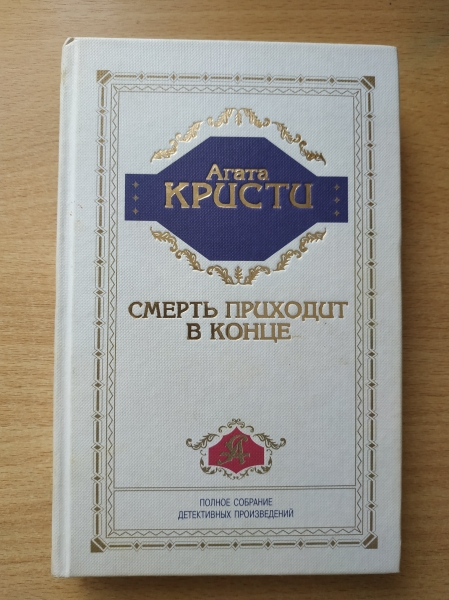 Агата
КРИСТИ
СМЕРТЬ ПРИХОДИТ
В КОНЦЕ
ПОЛНОЕ СОБРАНИЕ
ДЕТЕКТИВНЫХ ПРОИЗВЕДЕНИЙ